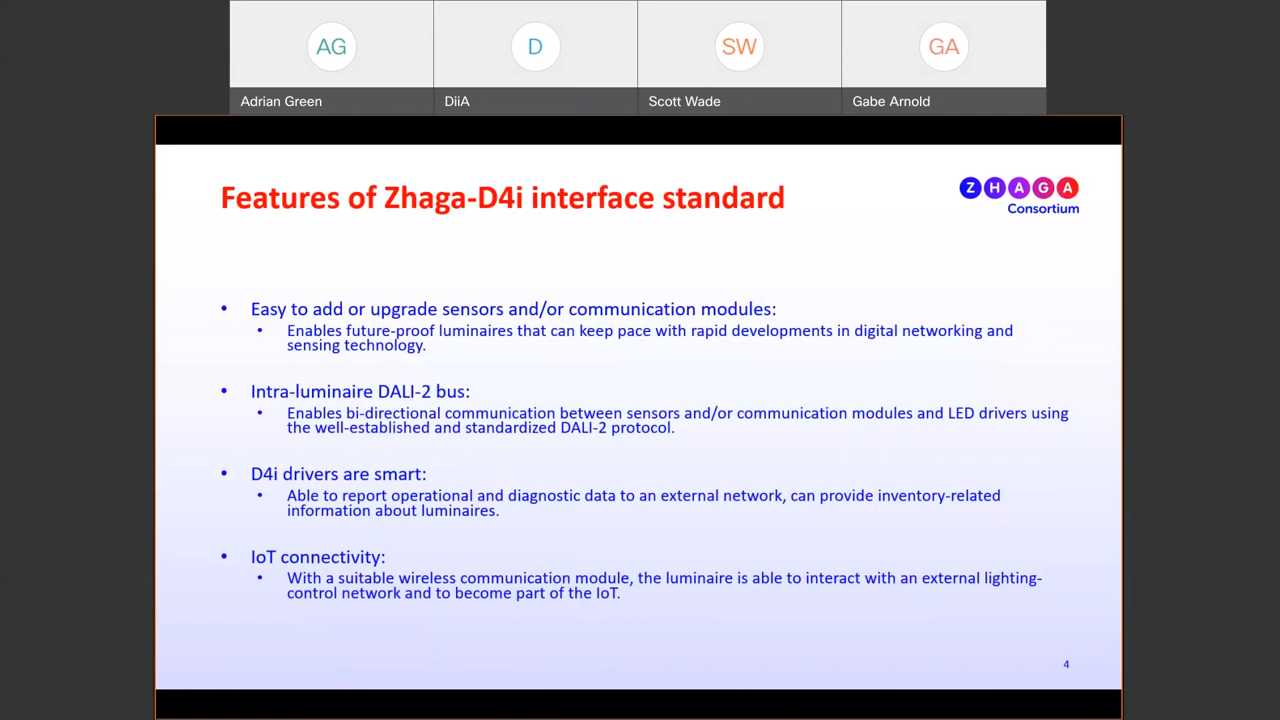 AG
D
SW
GA
Adrian Green
DiiA
Scott Wade
Gabe Arnold
Features of Zhaga-D4i interface standard
ZHAGA
Consortium
• Easy to add or upgrade sensors and/or communication modules:
• Enables future-proof luminaires that can keep pace with rapid developments in digital networking and
sensing technology.
• Intra-luminaire DALI-2 bus:
• Enables bi-directional communication between sensors and/or communication modules and LED drivers using
the well-established and standardized DALI-2 protocol.
• D4i drivers are smart:
• Able to report operational and diagnostic data to an external network, can provide inventory-related
information about luminaires.
• IoT connectivity:
• With a suitable wireless communication module, the luminaire is able to interact with an external lighting-
control network and to become part of the IoT.
4